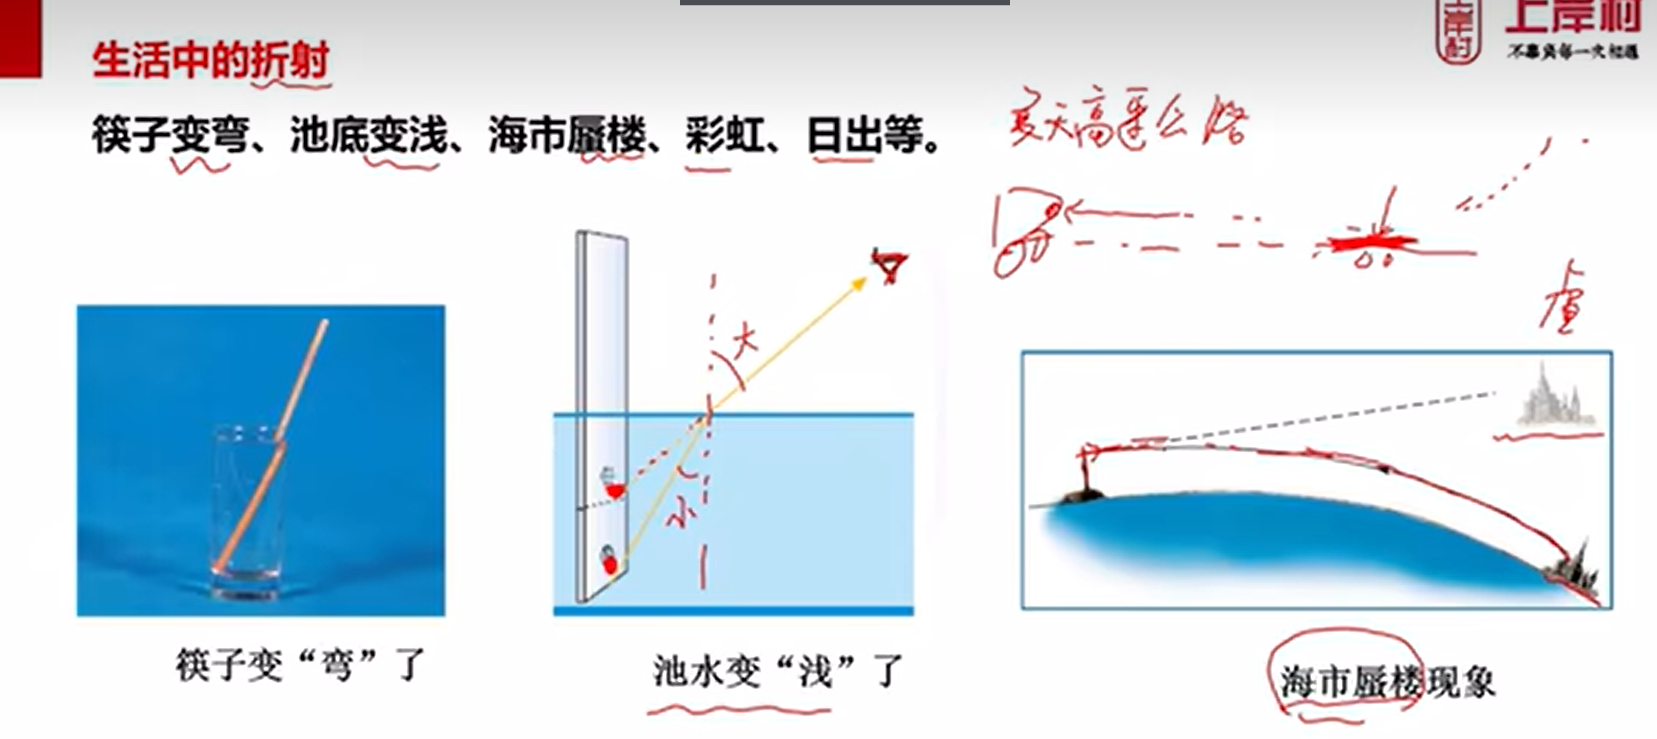 上岸村
上岸村
不辜负每一次相遇
生活中的折射
筷子变弯、池底变浅、海市蜃楼、彩虹、日出等。
夏天高速公路
大
小
虚
筷子变“弯”了
池水变“浅”了
海市蜃楼现象